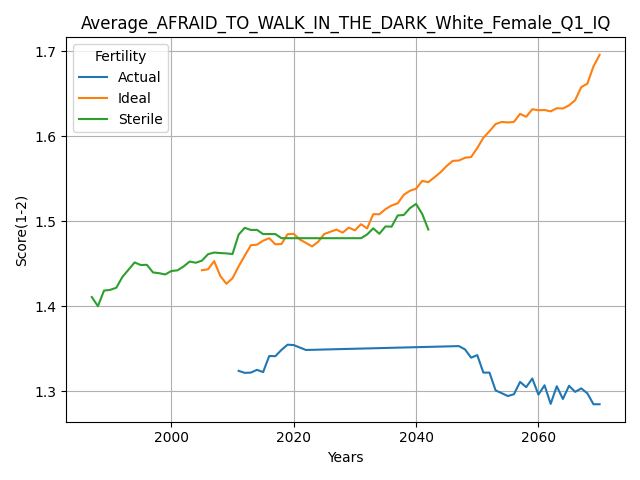 Average_AFRAID_TO_WALK_IN_THE_DARK_White_Female_Q1_IQ
Fertility
Actual
Ideal
Sterile
Score(1-2)
1.7
1.6
1.5
1.4
1.3
2000 2020 2040 2060
Years